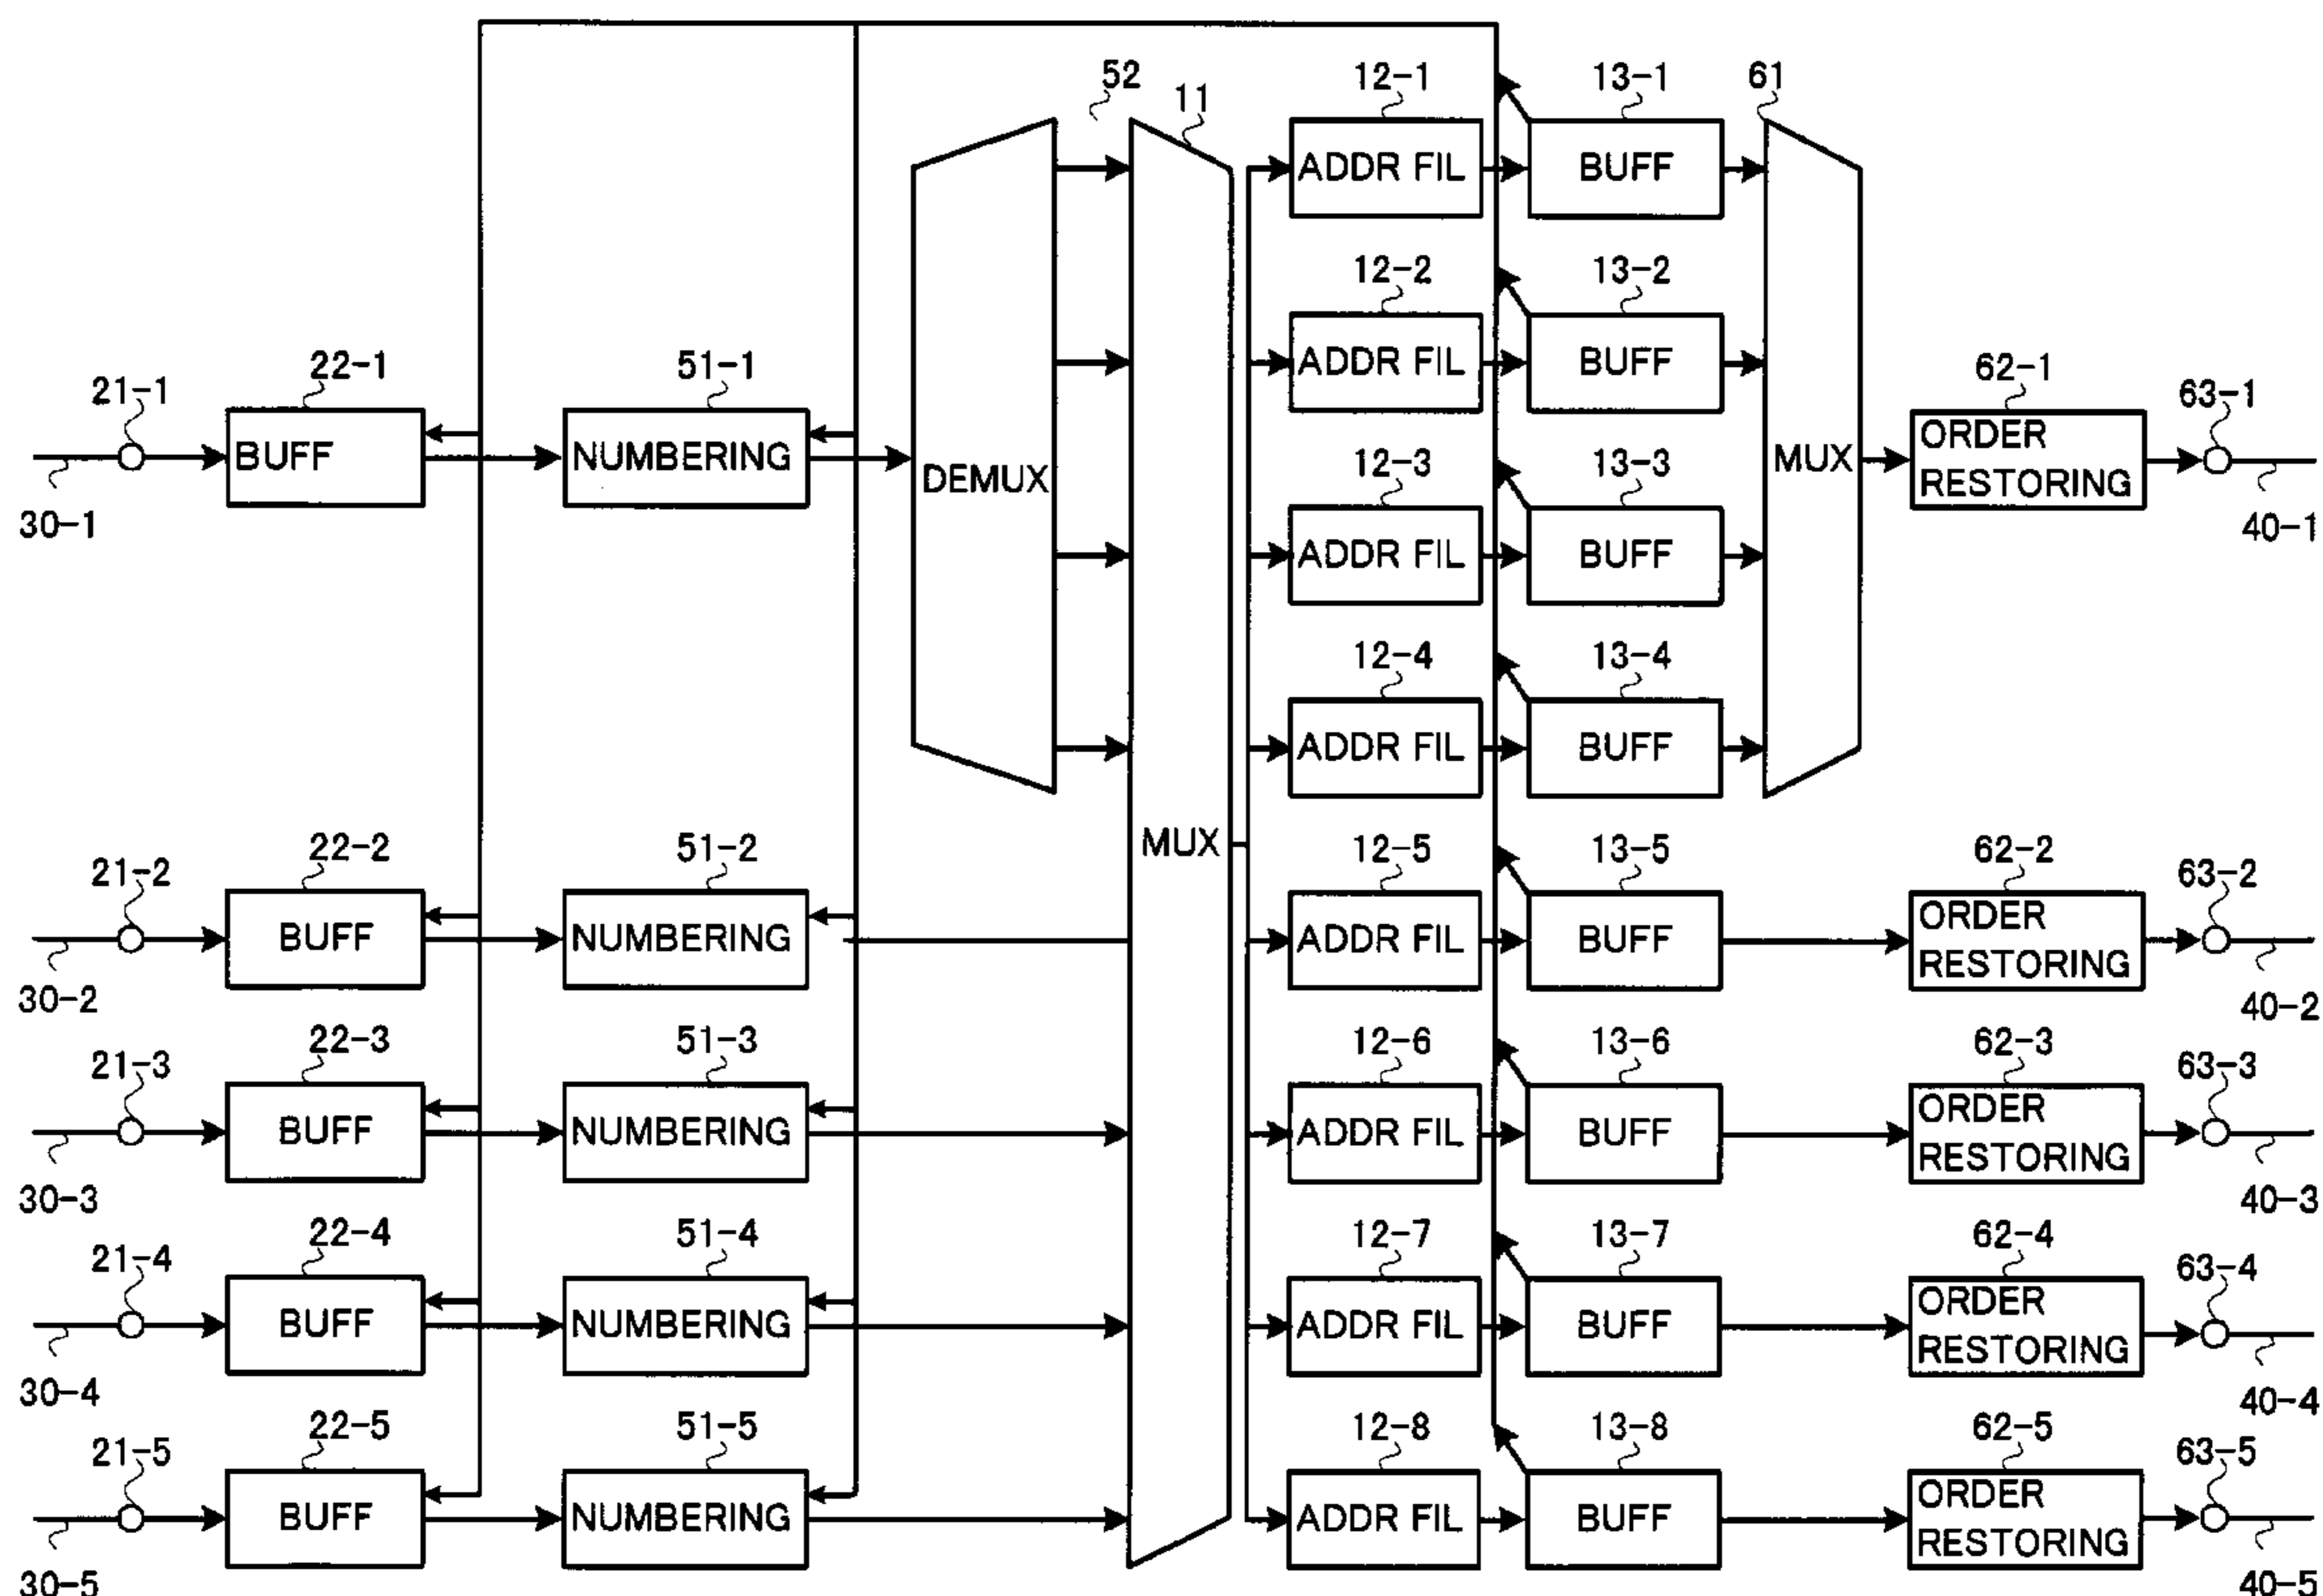 52
11
12-1
13-1
61
ADDR FIL
BUFF
12-2
13-2
ADDR FIL
BUFF
21-1
22-1
51-1
BUFF
NUMBERING
DEMUX
30-1
12-3
13-3
ADDR FIL
BUFF
MUX
62-1
ORDER
RESTORING
63-1
40-1
12-4
13-4
ADDR FIL
BUFF
MUX
21-2
22-2
51-2
BUFF
NUMBERING
30-2
12-5
13-5
ADDR FIL
BUFF
62-2
ORDER
RESTORING
63-2
40-2
21-3
22-3
51-3
BUFF
NUMBERING
30-3
12-6
13-6
ADDR FIL
BUFF
62-3
ORDER
RESTORING
63-3
40-3
21-4
22-4
51-4
BUFF
NUMBERING
30-4
12-7
13-7
ADDR FIL
BUFF
62-4
ORDER
RESTORING
63-4
40-4
21-5
22-5
51-5
BUFF
NUMBERING
30-5
12-8
13-8
ADDR FIL
BUFF
62-5
ORDER
RESTORING
63-5
40-5